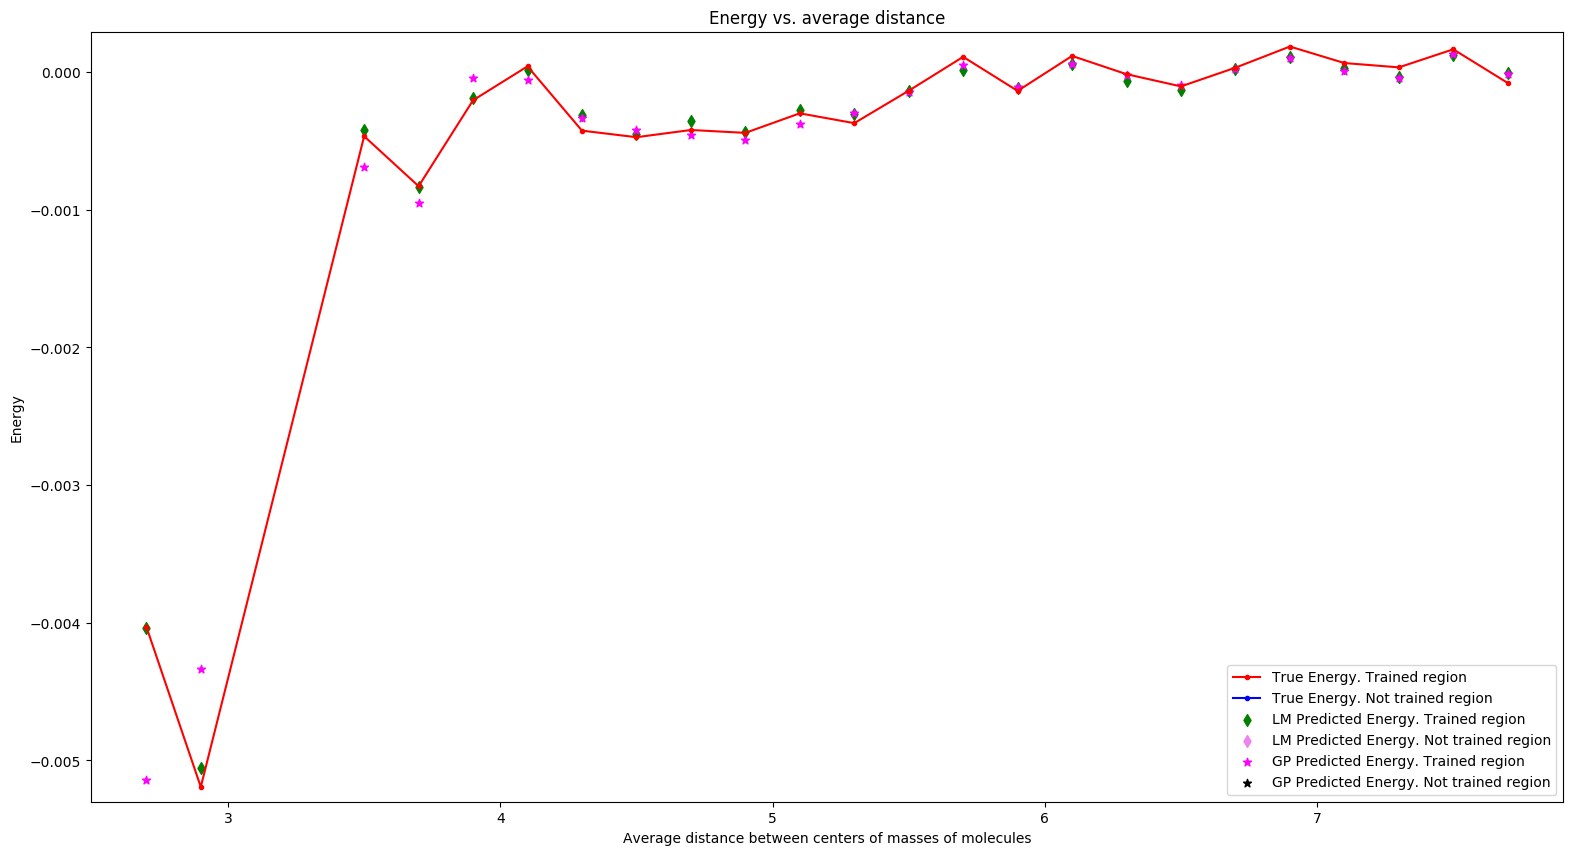 Energy vs. average distance
0.000
−0.001
−0.002
−0.003
−0.004
−0.005
Energy
3 4 5 6 7
Average distance between centers of masses of molecules
True Energy. Trained region
True Energy. Not trained region
LM Predicted Energy. Trained region
LM Predicted Energy. Not trained region
GP Predicted Energy. Trained region
GP Predicted Energy. Not trained region